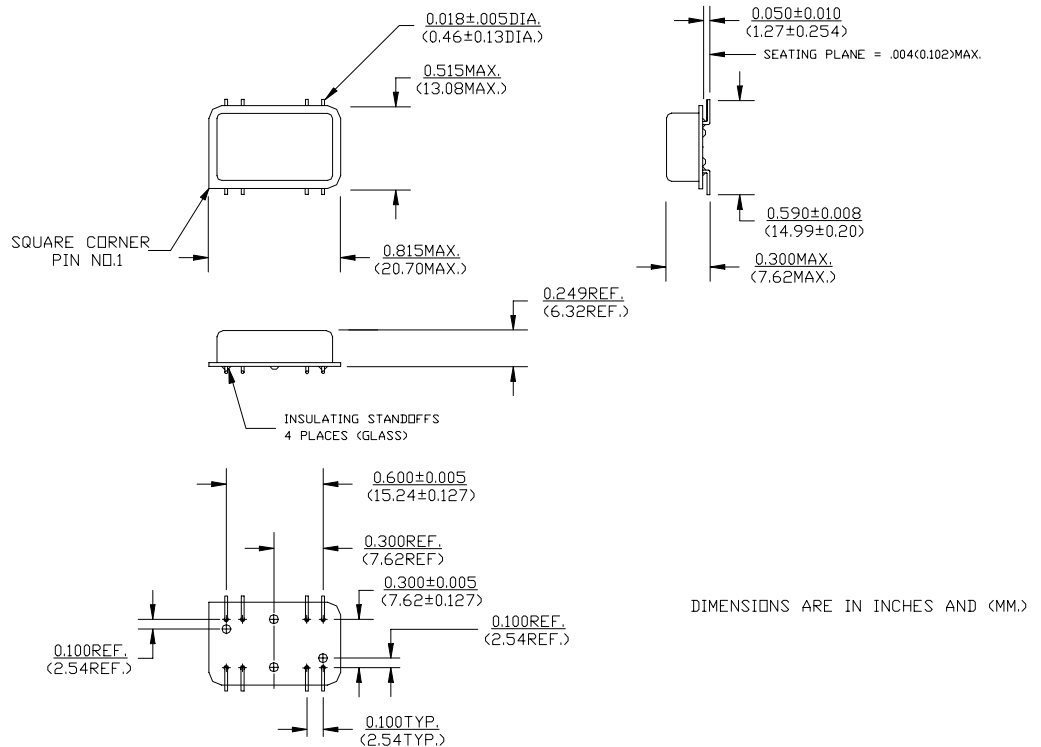 0.018±.005DIA.
(0.46±0.13DIA.)
0.515MAX.
(13.08MAX.)
SQUARE CORNER
PIN NO.1
0.815MAX.
(20.70MAX.)
0.050±0.010
(1.27±0.254)
SEATING PLANE = .004(0.102)MAX.
0.590±0.008
(14.99±0.20)
0.300MAX.
(7.62MAX.)
0.249REF.
(6.32REF.)
INSULATING STANDOFFS
4 PLACES (GLASS)
0.600±0.005
(15.24±0.127)
0.300REF.
(7.62REF)
0.300±0.005
(7.62±0.127)
0.100REF.
(2.54REF.)
0.100REF.
(2.54REF.)
0.100TYP.
(2.54TYP.)
DIMENSIONS ARE IN INCHES AND (MM.)